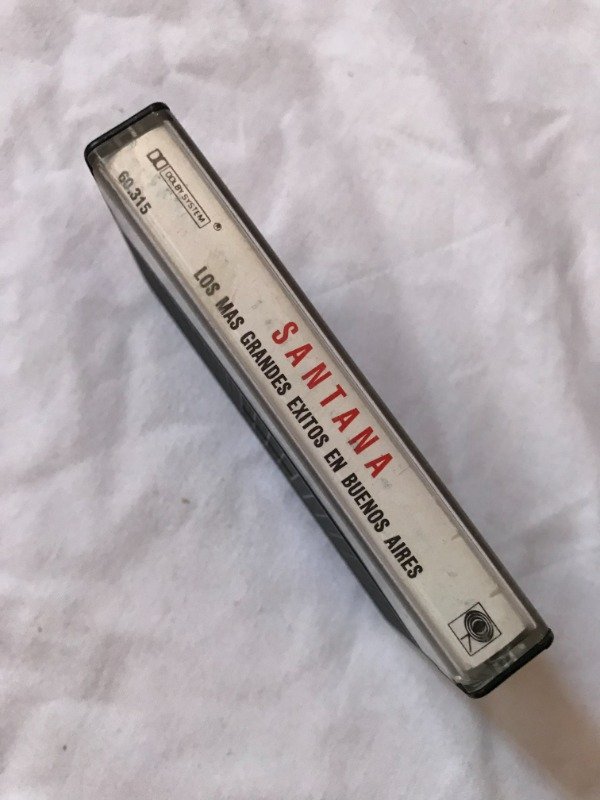 DOLBY SYSTEM ®
60.315
SANTANA
LOS MAS GRANDES EXITOS EN BUENOS AIRES